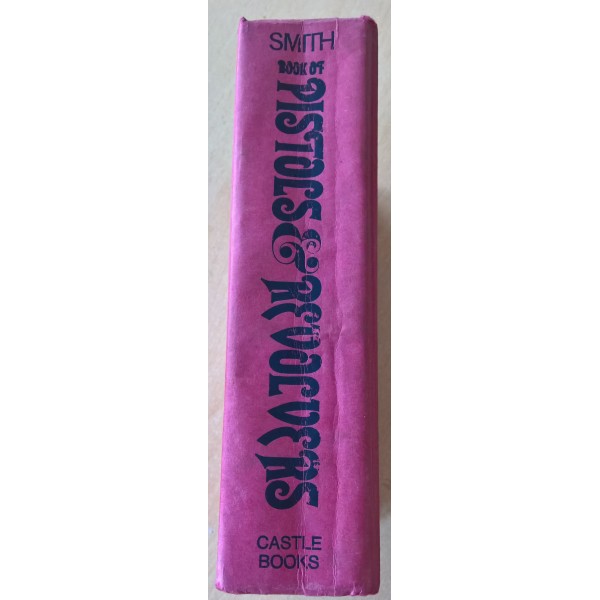 SMITH
BOOK OF
PISTOLS & REVOLVERS
CASTLE
BOOKS